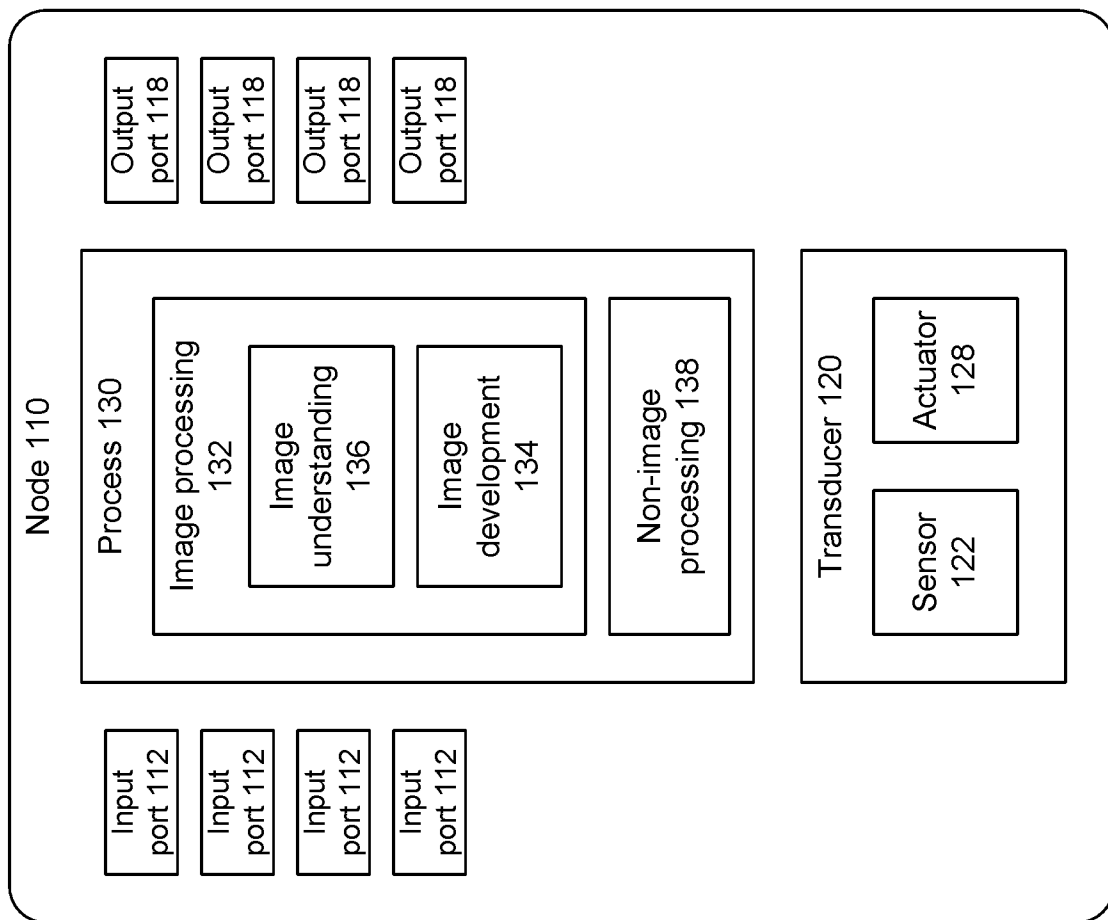 Node 110
Input
port 112
Input
port 112
Input
port 112
Input
port 112
Process 130
Image processing
132
Image
understanding
136
Image
development
134
Non-image
processing 138
Transducer 120
Sensor
122
Actuator
128
Output
port 118
Output
port 118
Output
port 118
Output
port 118